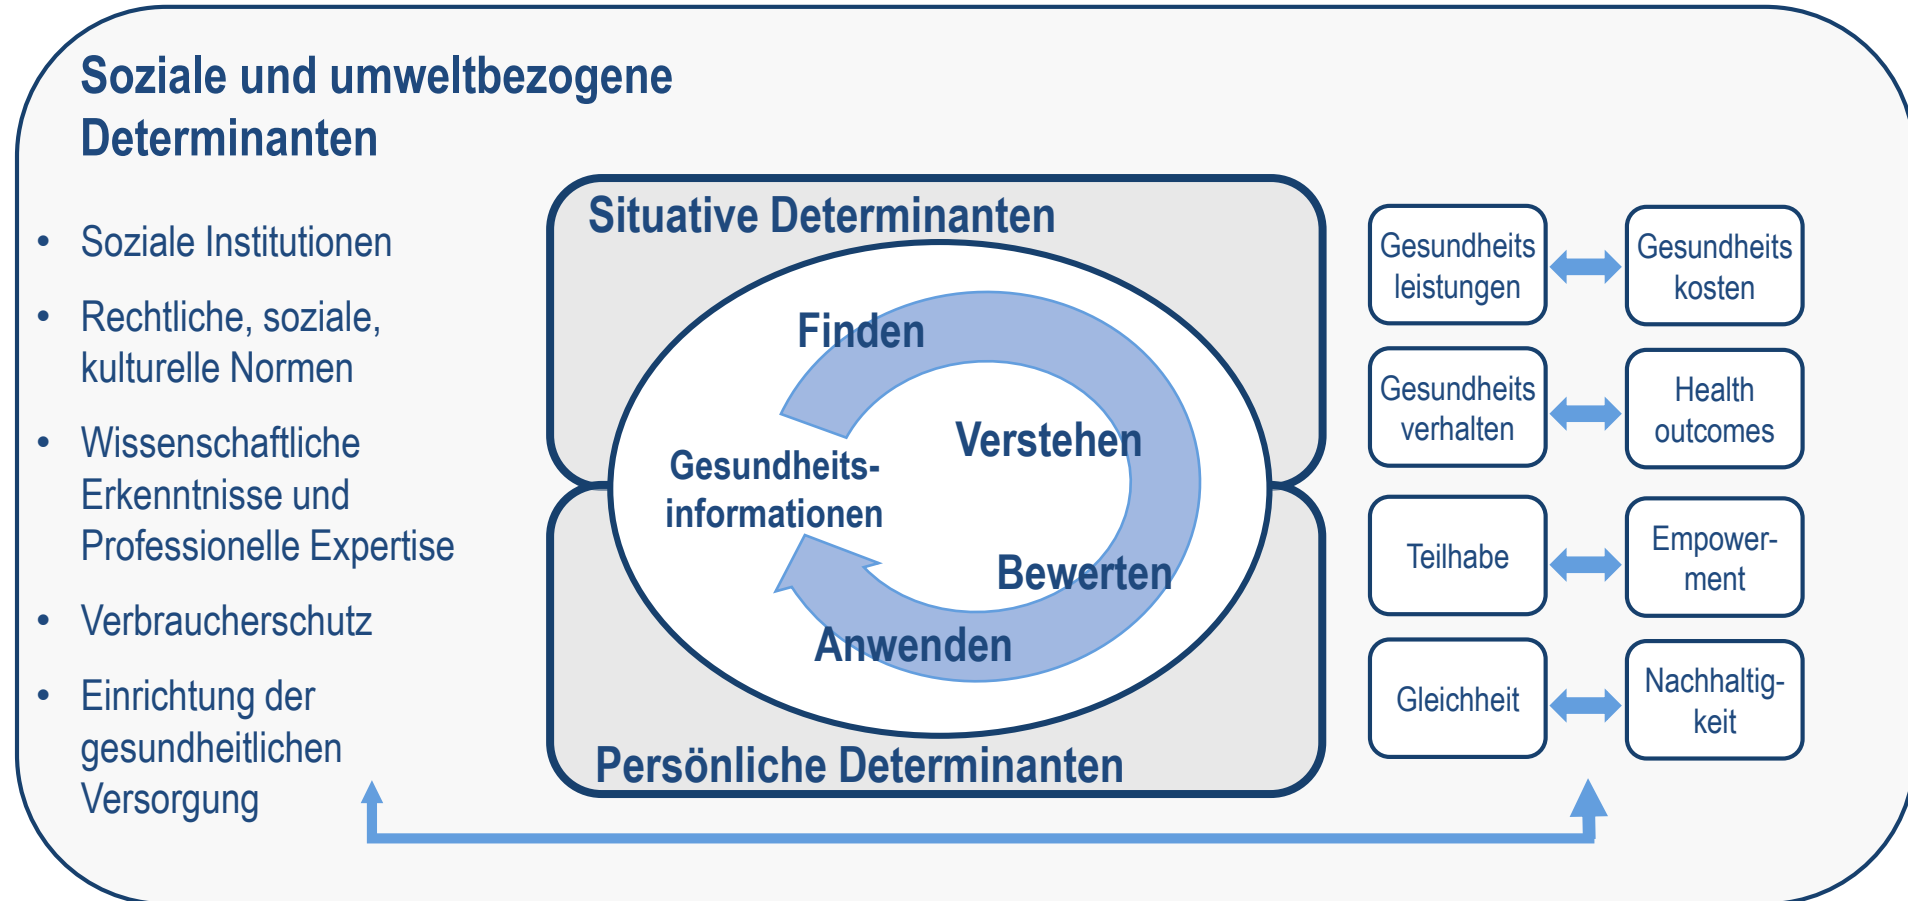 Soziale und umweltbezogene
Determinanten
• Soziale Institutionen
• Rechtliche, soziale,
kulturelle Normen
• Wissenschaftliche
Erkenntnisse und
Professionelle Expertise
• Verbraucherschutz
• Einrichtung der
gesundheitlichen
Versorgung
Situative Determinanten
Finden
Verstehen
Gesundheits-
informationen
Bewerten
Anwenden
Persönliche Determinanten
Gesundheits
leistungen
Gesundheits
kosten
Gesundheits
verhalten
Health
outcomes
Teilhabe
Empower-
ment
Gleichheit
Nachhaltig-
keit